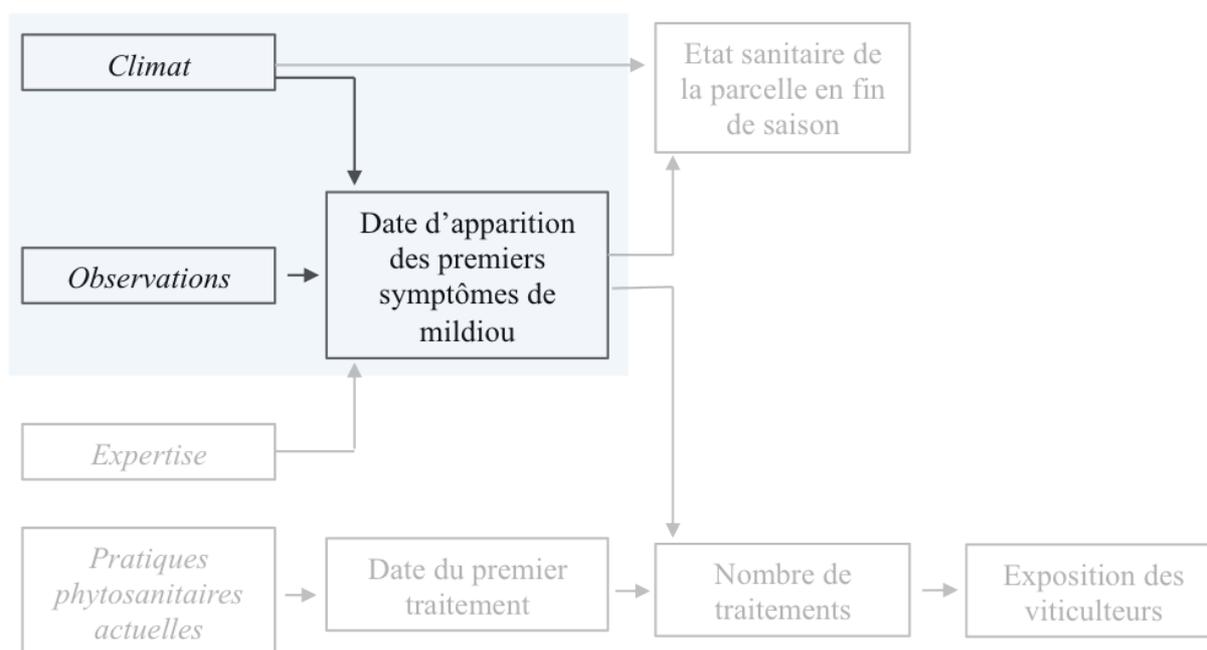 Climat
Etat sanitaire de
la parcelle en fin
de saison
Date d’apparition
des premiers
symptômes de
mildiou
Observations
Expertise
Pratiques
phytosanitaires
actuelles
Date du premier
traitement
Nombre de
traitements
Exposition des
viticulteurs